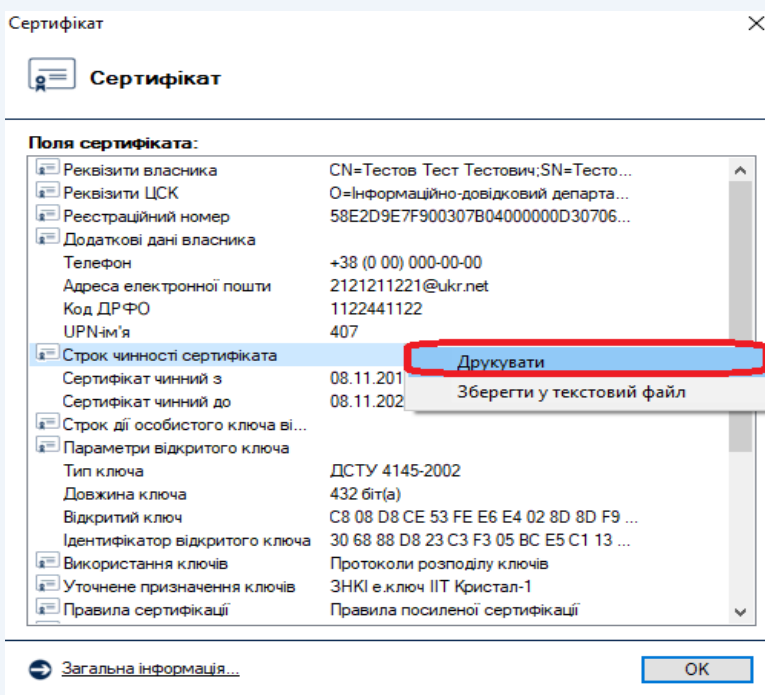 Сертифікат
Сертифікат
Поля сертифіката:
Реквізити власника CN=Тестов Тест Тестович;SN=Тесто...
Реквізити ЦСК O=Інформаційно-довідковий департа...
Реєстраційний номер 58E2D9E7F900307B04000000D30706...
Додаткові дані власника
Телефон +38 (0 00) 000-00-00
Адреса електронної пошти 2121211221@ukr.net
Код ДРФО 1122441122
UPN-ім'я 407
Строк чинності сертифіката
Друкувати
Сертифікат чинний з 08.11.201
Зберегти у текстовий файл
Сертифікат чинний до 08.11.202
Строк дії особистого ключа ві...
Параметри відкритого ключа
Тип ключа ДСТУ 4145-2002
Довжина ключа 432 біт(а)
Відкритий ключ C8 08 D8 CE 53 FE E6 E4 02 8D 8D F9 ...
Ідентифікатор відкритого ключа 30 68 88 D8 23 C3 F3 05 BC E5 C1 13 ...
Використання ключів Протоколи розподілу ключів
Уточнене призначення ключів ЗНКІ е.ключ ІІТ Кристал-1
Правила сертифікації Правила посиленої сертифікації
Загальна інформація...
OK